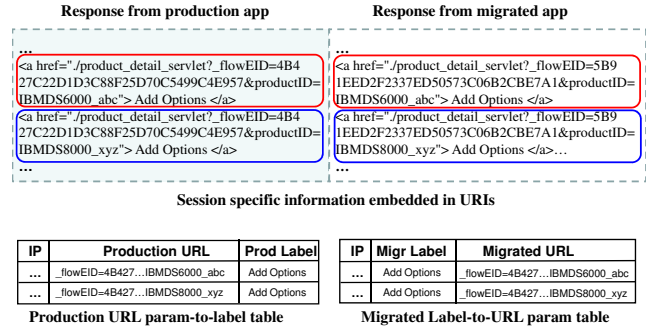 Response from production app
Response from migrated app
...
<a href="./product_detail_servlet?_flowEID=4B4
27C22D1D3C88F25D70C5499C4E957&productID=
IBMDS6000_abc"> Add Options </a>
<a href="./product_detail_servlet?_flowEID=4B4
27C22D1D3C88F25D70C5499C4E957&productID=
IBMDS8000_xyz"> Add Options </a>
...
...
<a href="./product_detail_servlet?_flowEID=5B9
1EED2F2337ED50573C06B2CBE7A1&productID=
IBMDS6000_abc"> Add Options </a>
<a href="./product_detail_servlet?_flowEID=5B9
1EED2F2337ED50573C06B2CBE7A1&productID=
IBMDS8000_xyz"> Add Options </a>…
...
Session specific information embedded in URIs
IP Production URL Prod Label
... _flowEID=4B427…IBMDS6000_abc Add Options
... _flowEID=4B427…IBMDS8000_xyz Add Options
Production URL param-to-label table
IP Migr Label Migrated URL
... Add Options _flowEID=4B427…IBMDS6000_abc
... Add Options _flowEID=4B427…IBMDS8000_xyz
Migrated Label-to-URL param table